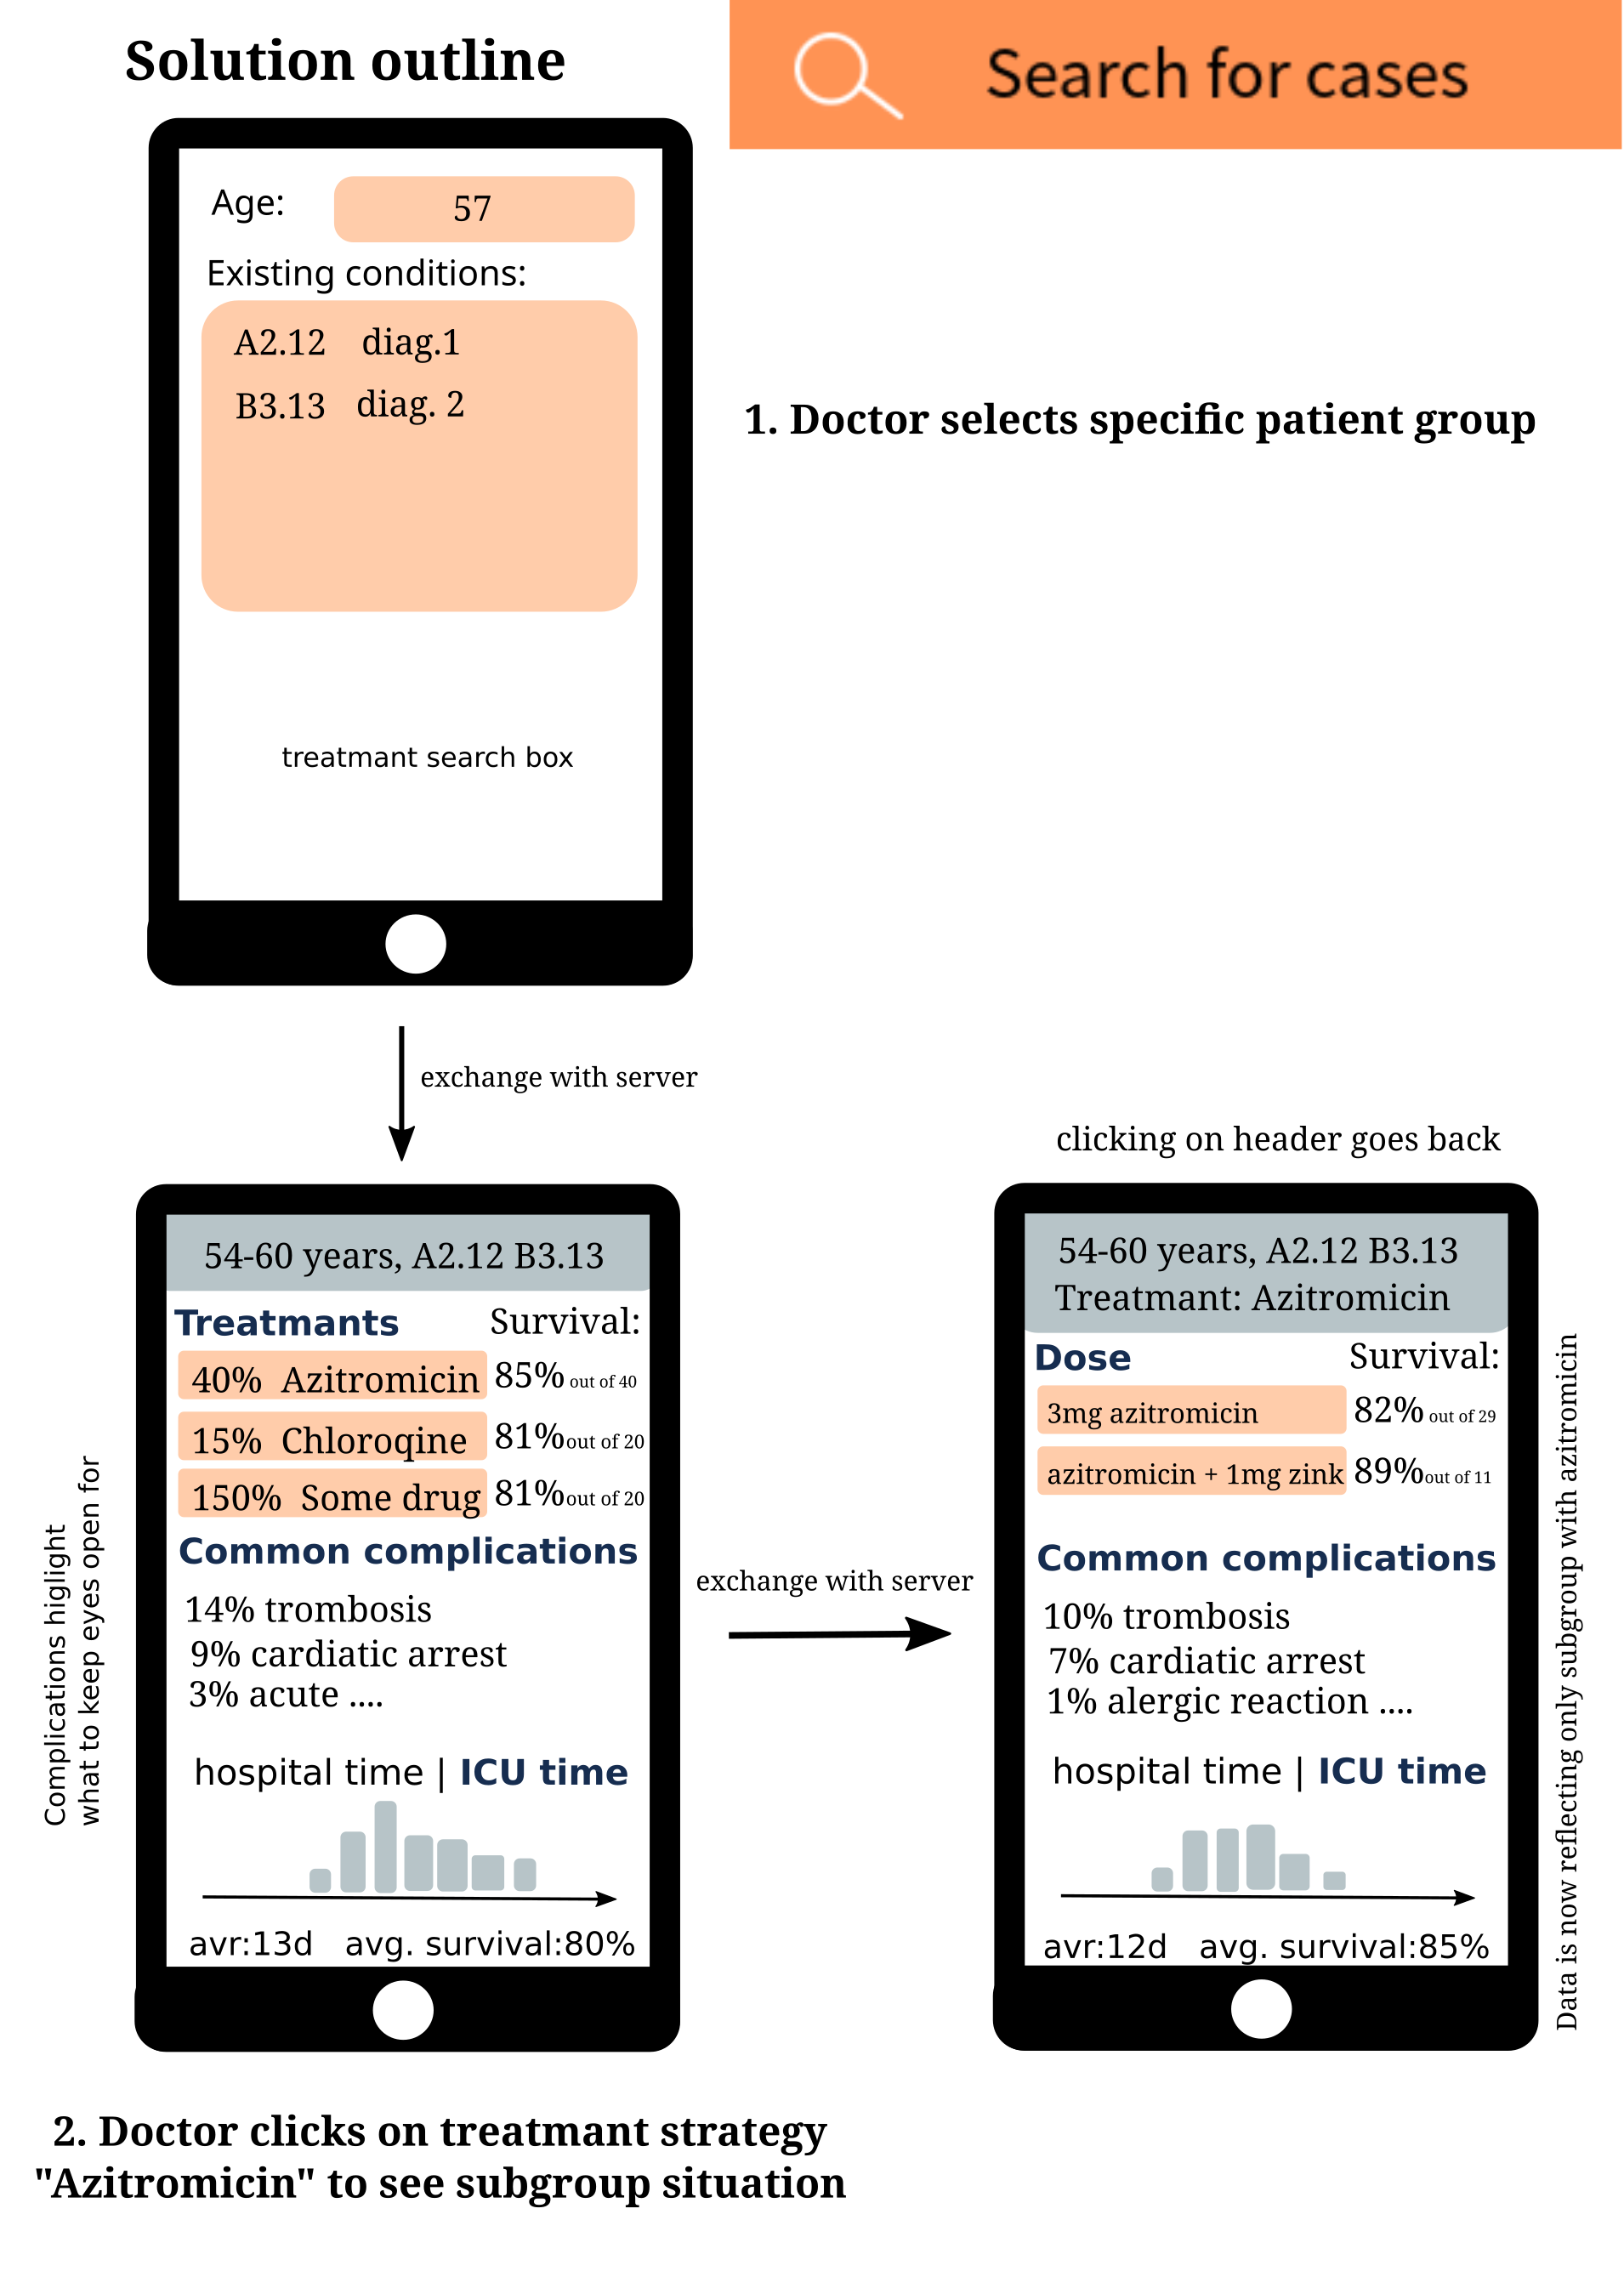 Solution outline
Search for cases
Age:
57
Existing conditions:
A2.12 diag.1
B3.13 diag. 2
1. Doctor selects specific patient group
treatmant search box
exchange with server
54-60 years, A2.12 B3.13
Treatmants Survival:
40% Azitromicin 85% out of 40
15% Chloroqine 81%out of 20
150% Some drug 81%out of 20
Common complications
14% trombosis
9% cardiatic arrest
3% acute ....
hospital time | ICU time
avr:13d avg. survival:80%
Complications higlight
what to keep eyes open for
exchange with server
clicking on header goes back
54-60 years, A2.12 B3.13
Treatmant: Azitromicin
Dose Survival:
3mg azitromicin 82% out of 29
azitromicin + 1mg zink 89%out of 11
Common complications
10% trombosis
7% cardiatic arrest
1% alergic reaction ....
hospital time | ICU time
avr:12d avg. survival:85%
Data is now reflecting only subgroup with azitromicin
2. Doctor clicks on treatmant strategy
"Azitromicin" to see subgroup situation